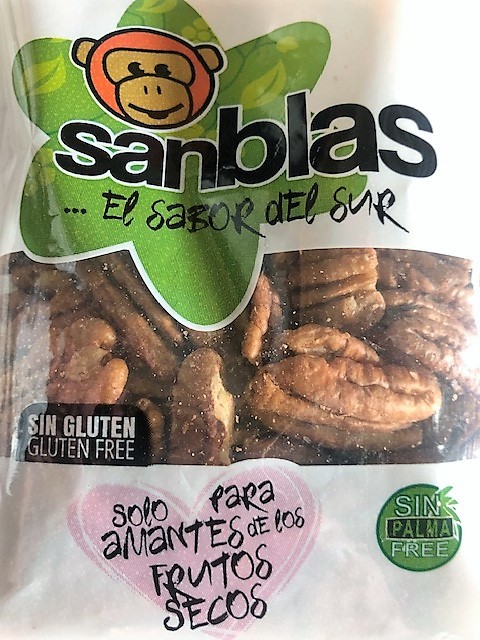 sanblas
... El sabor del sur
SIN GLUTEN
GLUTEN FREE
SOLO PARA
AMANTES DE LOS
FRUTOS
SECOS
SIN
PALMA
FREE